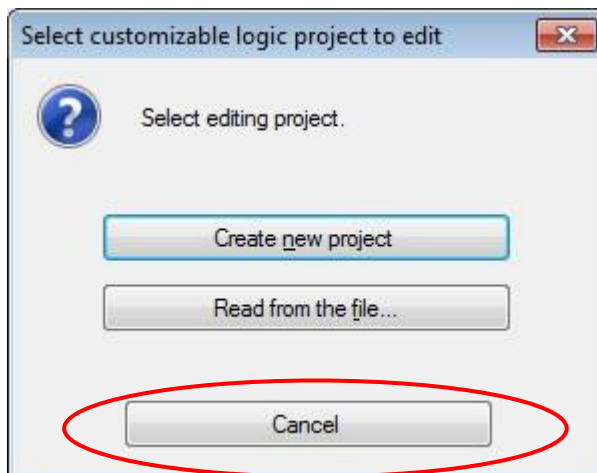 Select customizable logic project to edit
Select editing project.
Create new project
Read from the file...
Cancel